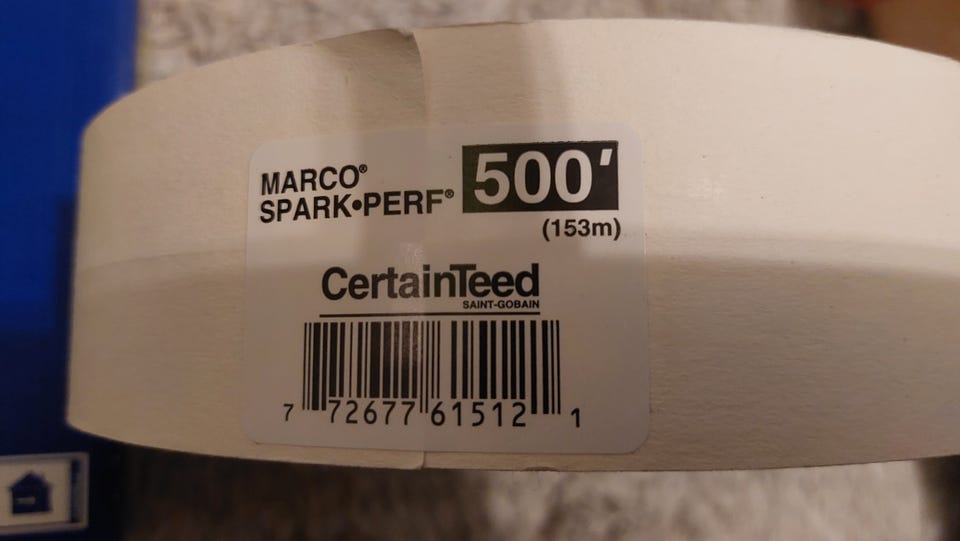 MARCO®
SPARK•PERF®
500'
(153m)
CertainTeed
SAINT-GOBAIN
7 72677 61512 1